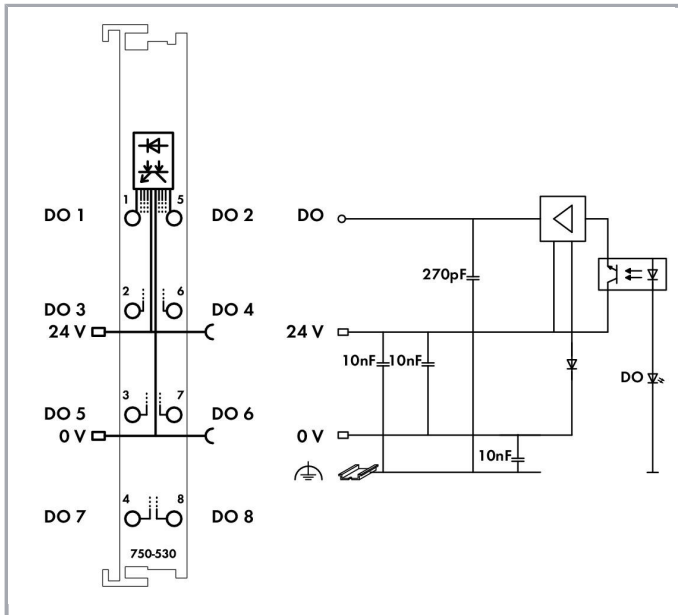 1 5
DO 1 DO 2
2 6
DO 3 DO 4
24 V
3 7
DO 5 DO 6
0 V
4 8
DO 7 DO 8
750-530
DO
270pF
24 V
10nF 10nF
DO
0 V
10nF